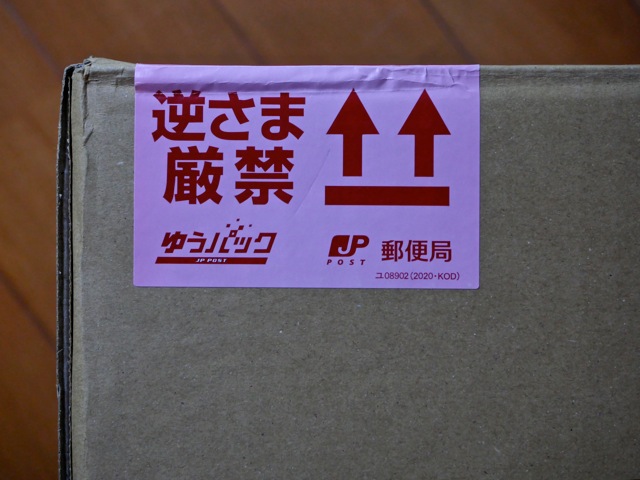 逆さま
厳禁
ゆうパック
JP POST
JP
POST
郵便局
ユ08902(2020・KOD)